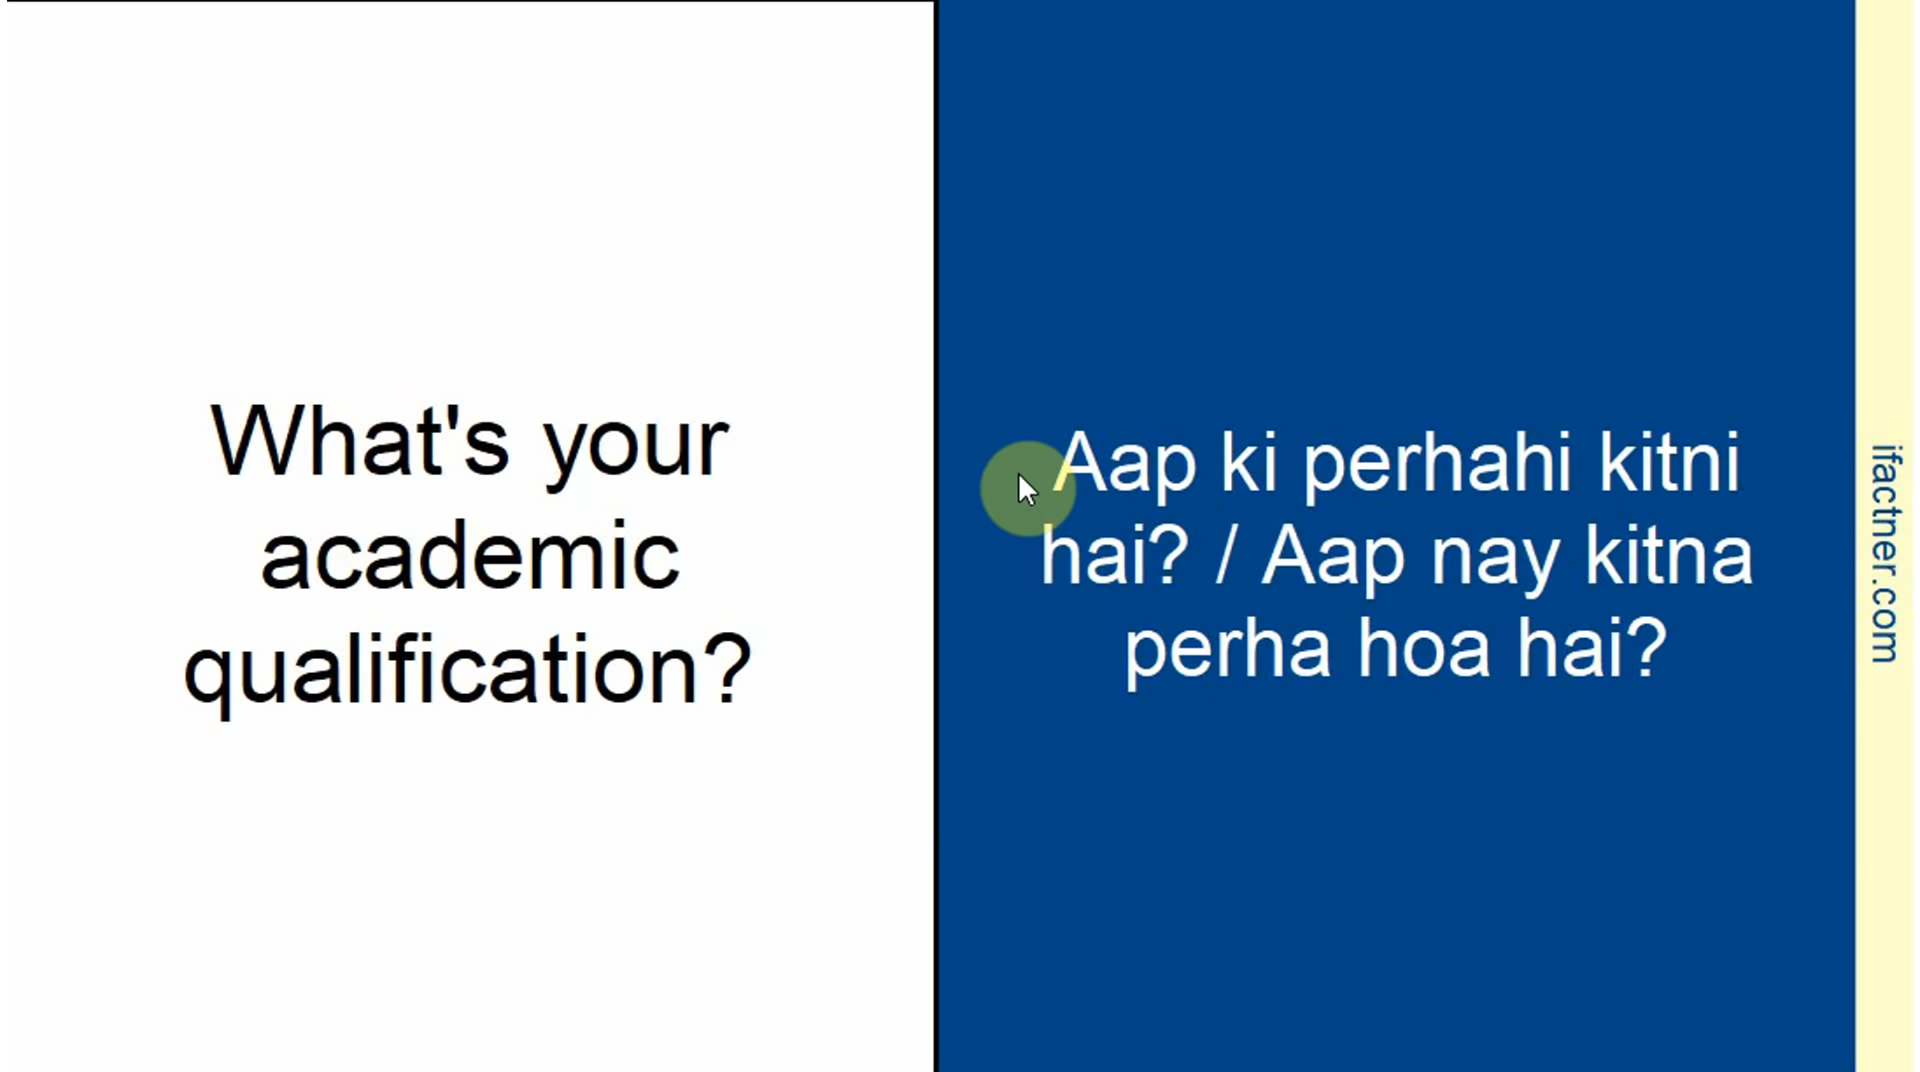 What's your
academic
qualification?
Aap ki perhahi kitni
hai? / Aap nay kitna
perha hoa hai?
ifactner.com